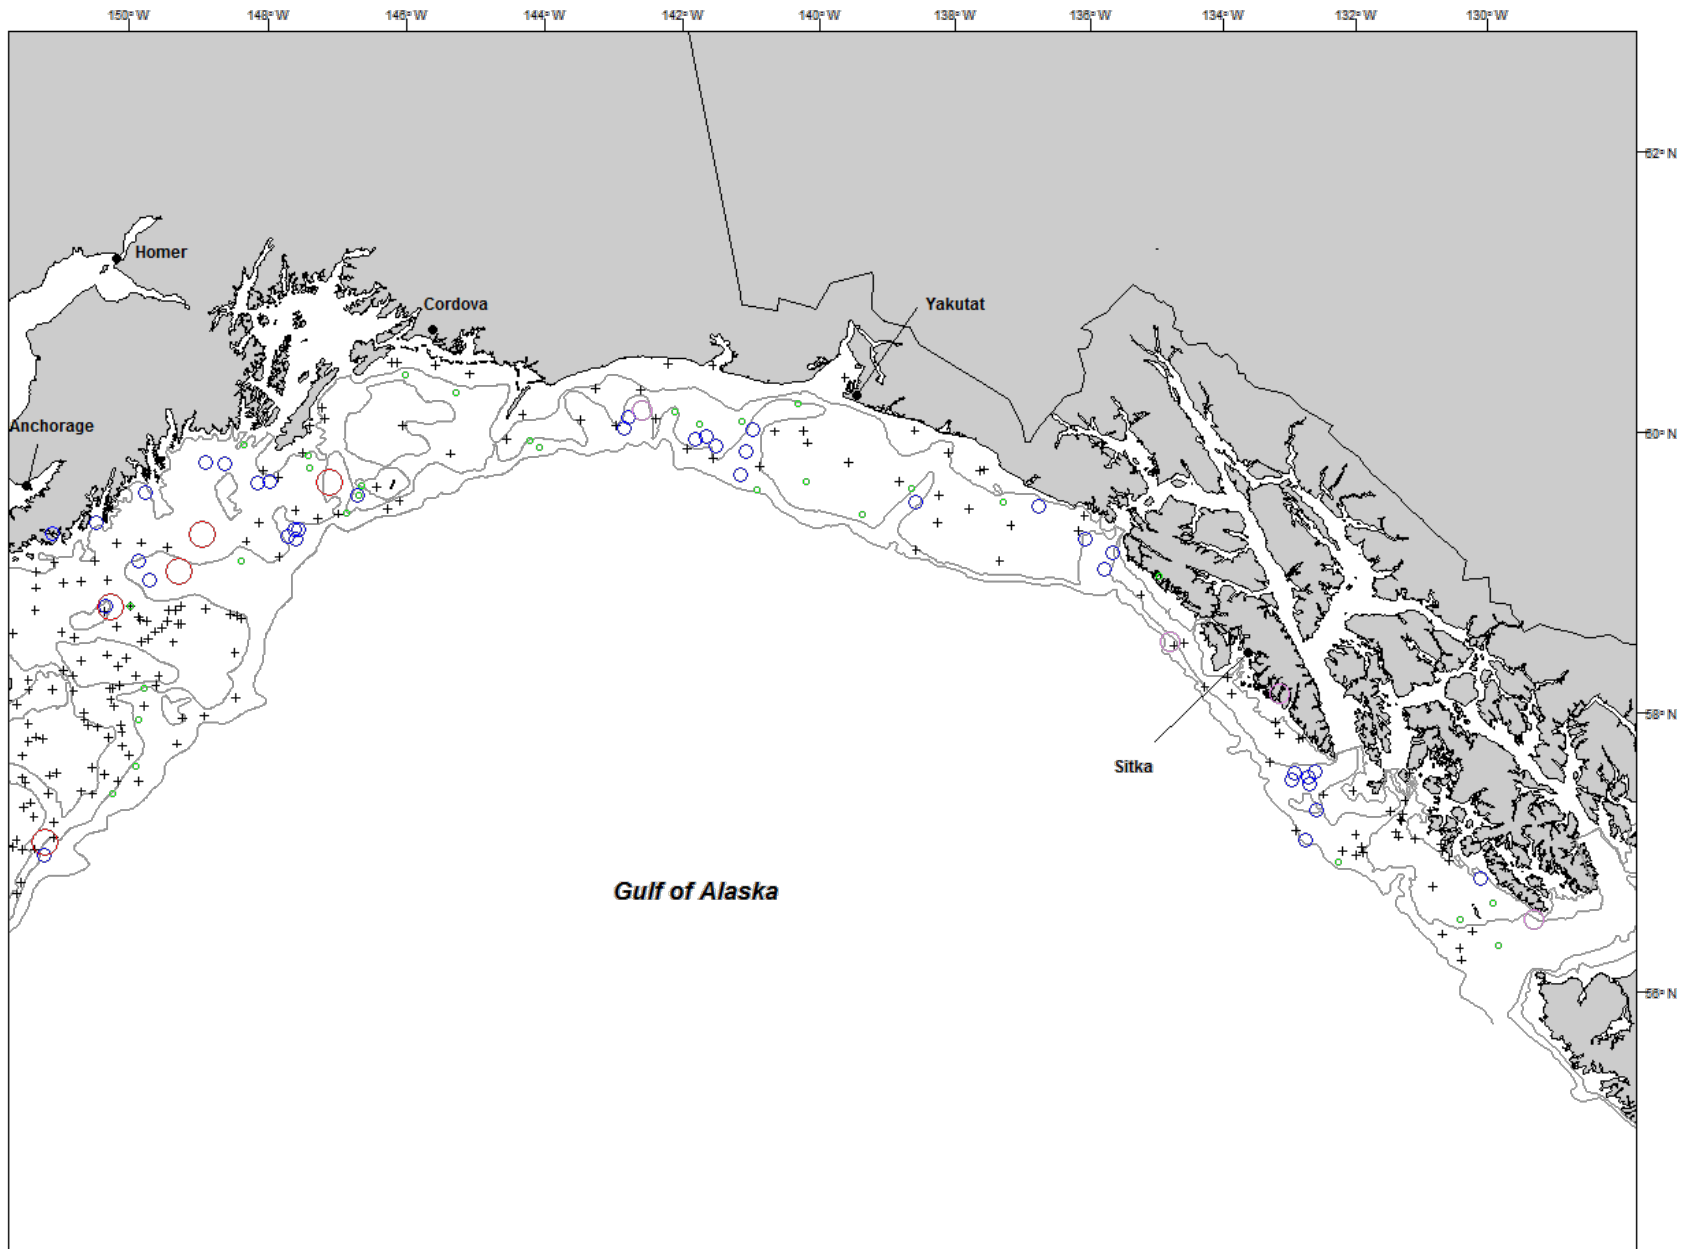 150° W 148° W 146° W 144° W 142° W 140° W 138° W 136° W 134° W 132° W 130° W
62° N
Homer
Cordova
Yakutat
Anchorage
60° N
58° N
Sitka
Gulf of Alaska
56° N